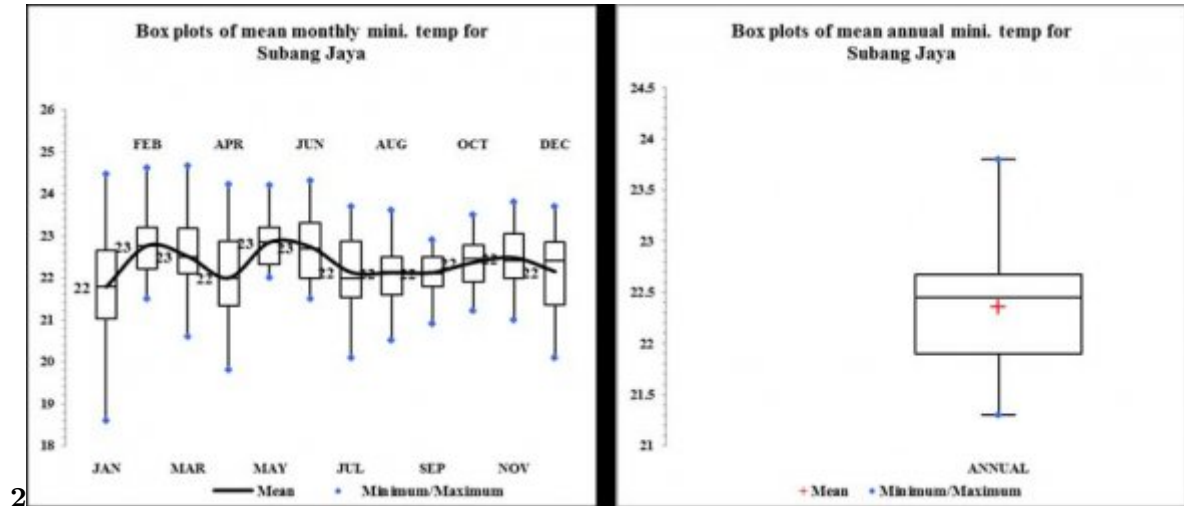 Box plots of mean monthly mini. temp for
Subang Jaya
26
25
24
23
22
21
20
19
18
FEB APR JUN AUG OCT DEC
22 23 23 22 23 23 22 22 22 22 22 22
JAN MAR MAY JUL SEP NOV
Mean Minimum/Maximum
Box plots of mean annual mini. temp for
Subang Jaya
24.5
24
23.5
23
22.5
22
21.5
21
ANNUAL
Mean Minimum/Maximum
2